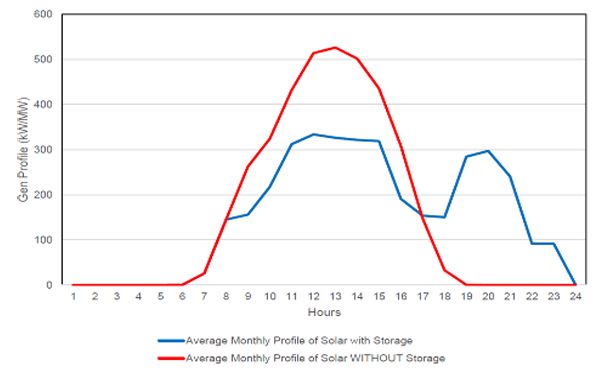 600
500
400
300
200
100
0
Gen Profile (kW/MW)
1 2 3 4 5 6 7 8 9 10 11 12 13 14 15 16 17 18 19 20 21 22 23 24
Hours
Average Monthly Profile of Solar with Storage
Average Monthly Profile of Solar WITHOUT Storage